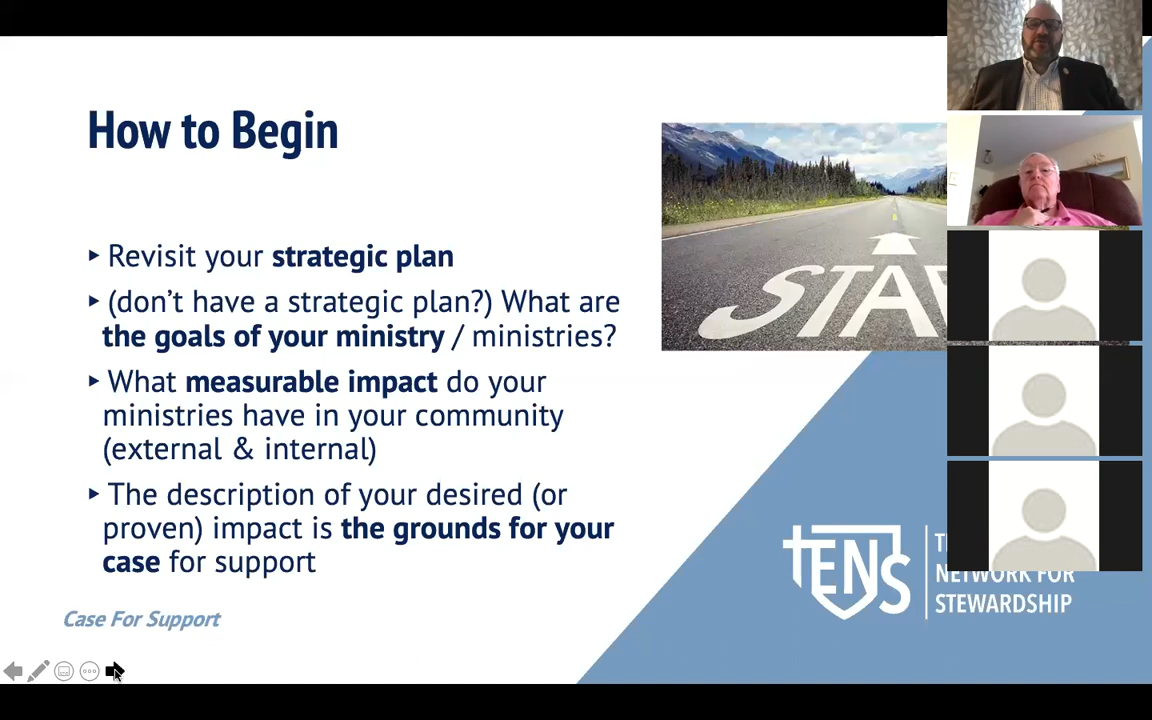 How to Begin
▸ Revisit your strategic plan
▸ (don’t have a strategic plan?) What are
the goals of your ministry / ministries?
▸ What measurable impact do your
ministries have in your community
(external & internal)
▸ The description of your desired (or
proven) impact is the grounds for your
case for support
STA
tENS
NETWORK FOR
STEWARDSHIP
Case For Support